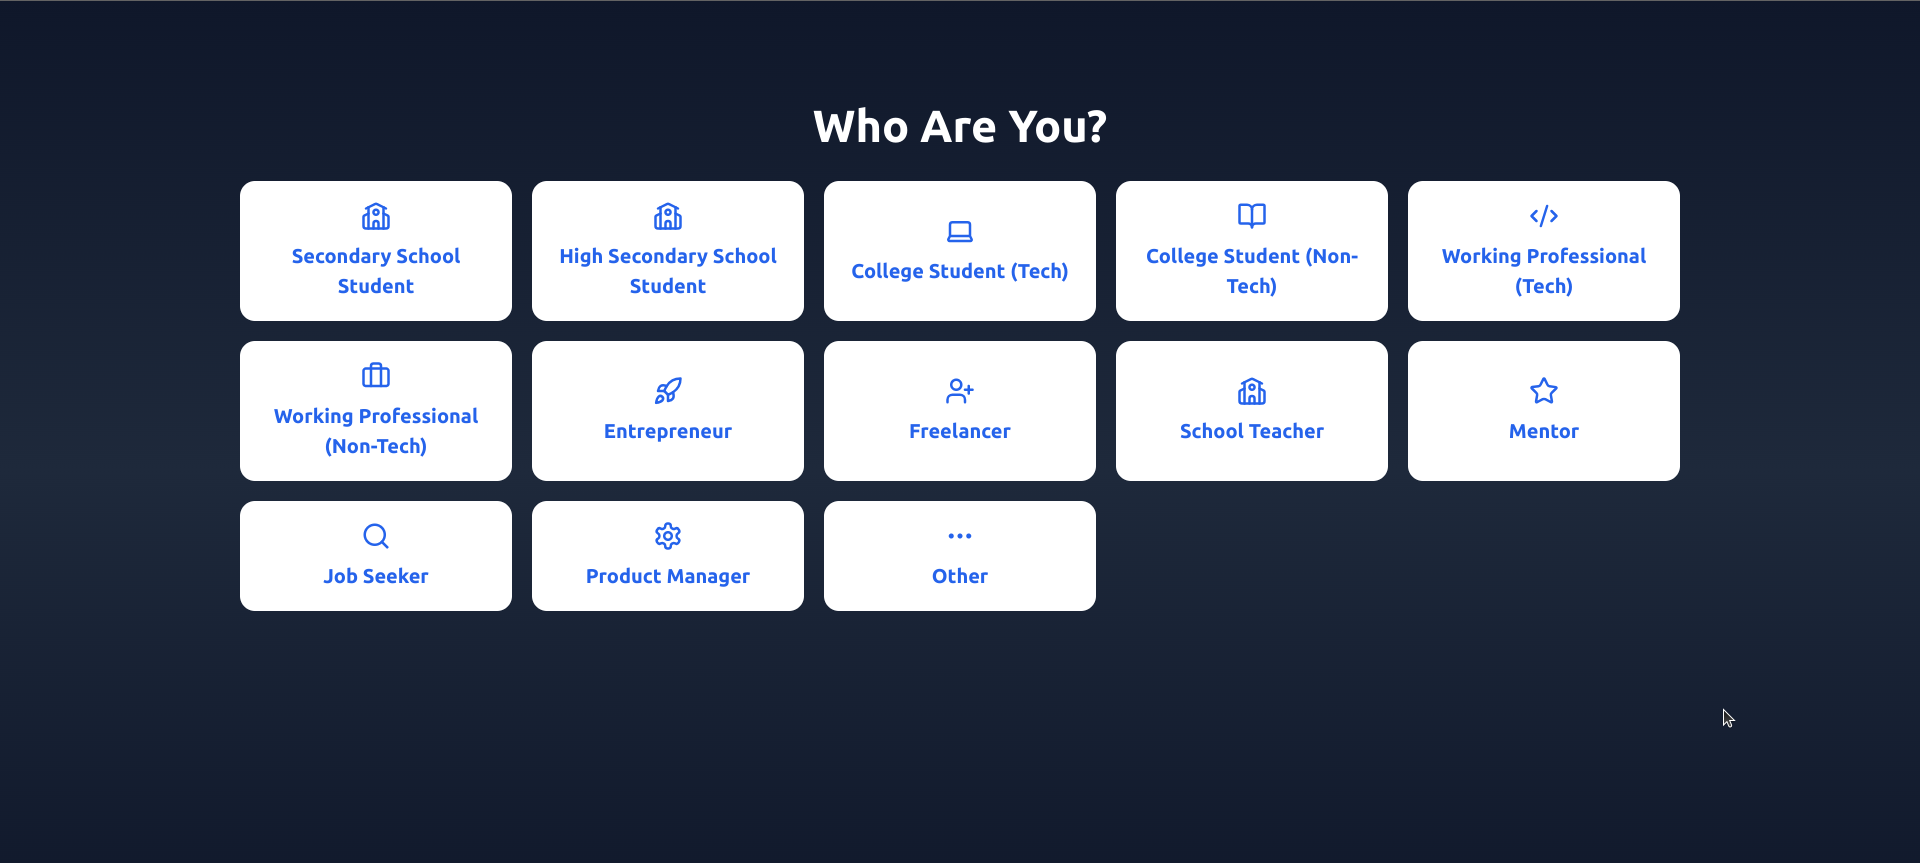 Who Are You?
Secondary School
Student
High Secondary School
Student
College Student (Tech)
College Student (Non-
Tech)
Working Professional
(Tech)
Working Professional
(Non-Tech)
Entrepreneur
Freelancer
School Teacher
Mentor
Job Seeker
Product Manager
Other